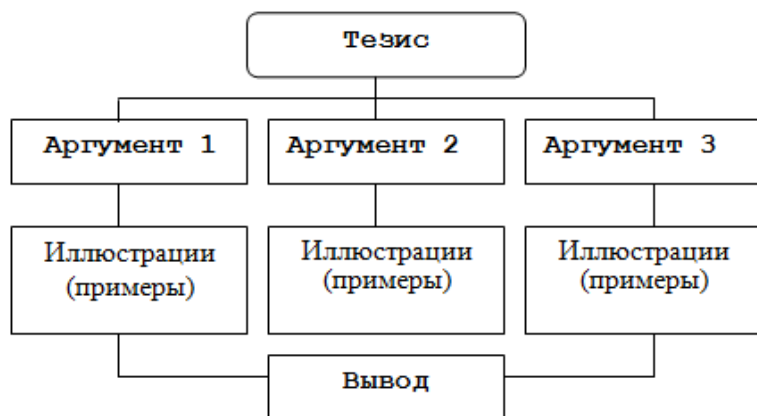 Тезис
Аргумент 1
Аргумент 2
Аргумент 3
Иллюстрации
(примеры)
Иллюстрации
(примеры)
Иллюстрации
(примеры)
Вывод